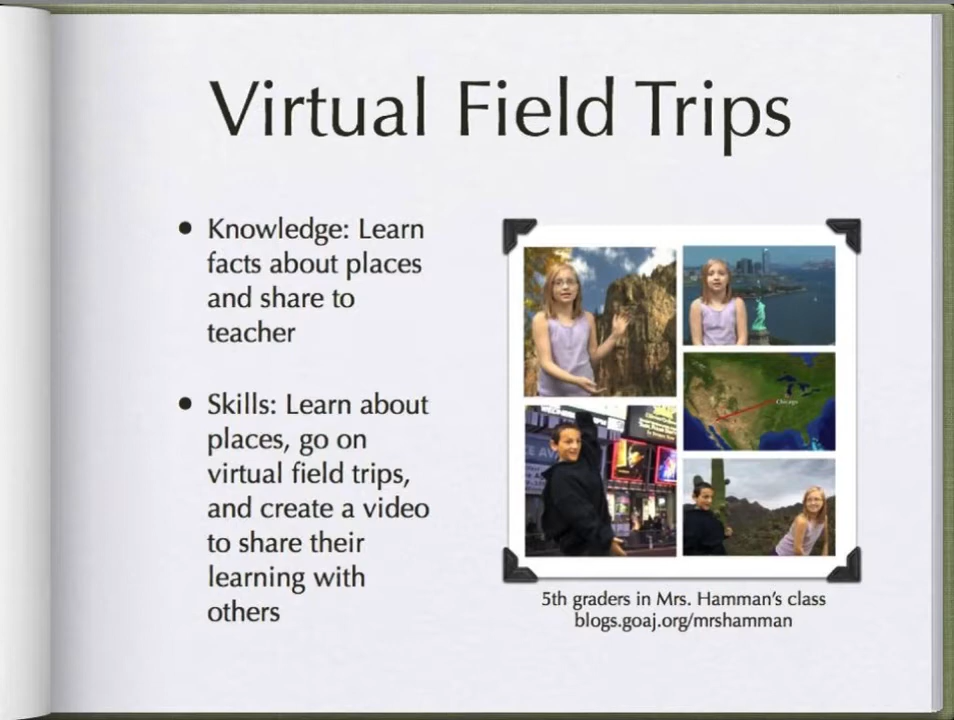 Virtual Field Trips
• Knowledge: Learn
facts about places
and share to
teacher
• Skills: Learn about
places, go on
virtual field trips,
and create a video
to share their
learning with
others
Chicago
5th graders in Mrs. Hamman's class
blogs.goaj.org/mrshamman